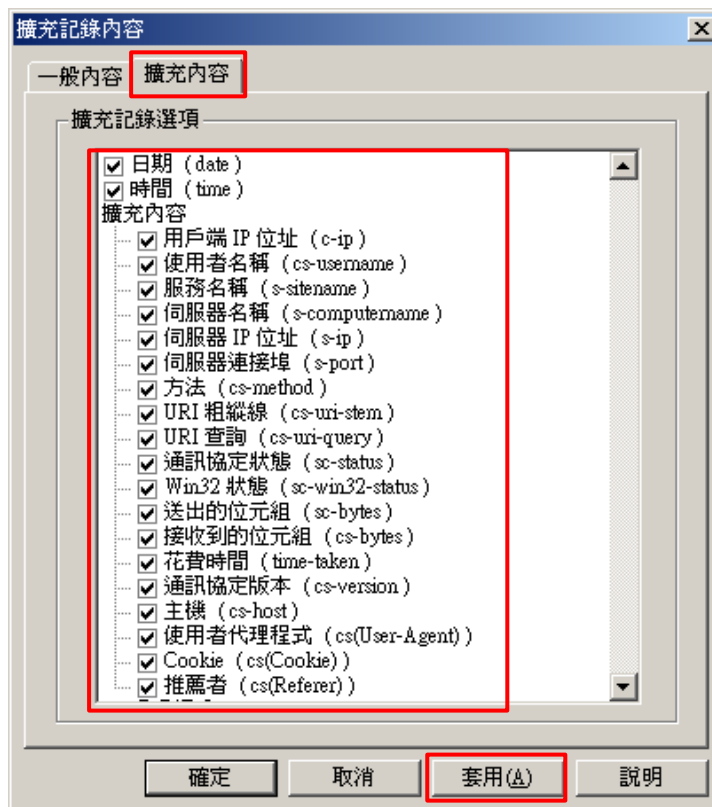 擴充記錄內容
一般內容 擴充內容
擴充記錄選項
日期 (date)
時間 (time)
擴充內容
用戶端 IP 位址 (c-ip)
使用者名稱 (cs-username)
服務名稱 (s-sitename)
伺服器名稱 (s-computername)
伺服器 IP 位址 (s-ip)
伺服器連接埠 (s-port)
方法 (cs-method)
URI 粗縱線 (cs-uri-stem)
URI 查詢 (cs-uri-query)
通訊協定狀態 (sc-status)
Win32 狀態 (sc-win32-status)
送出的位元組 (sc-bytes)
接收到的位元組 (cs-bytes)
花費時間 (time-taken)
通訊協定版本 (cs-version)
主機 (cs-host)
使用者代理程式 (cs(User-Agent))
Cookie (cs(Cookie))
推薦者 (cs(Referer))
確定 取消 套用(A) 說明